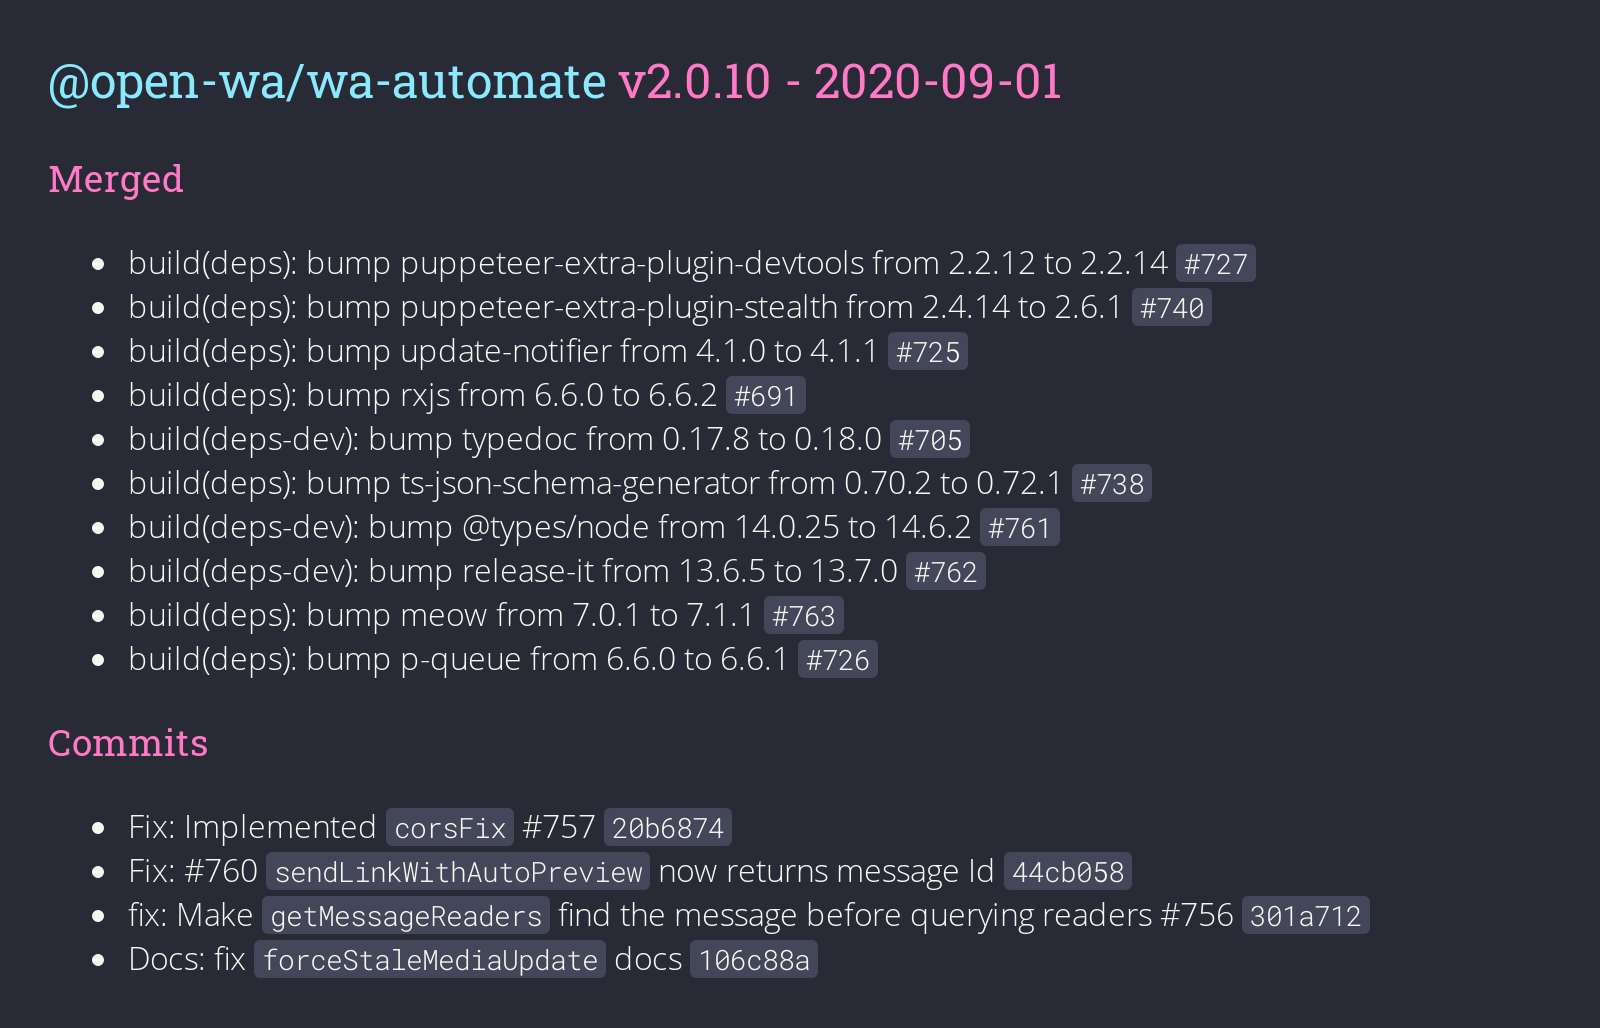 @open-wa/wa-automate v2.0.10 - 2020-09-01
Merged
build(deps): bump puppeteer-extra-plugin-devtools from 2.2.12 to 2.2.14 #727
build(deps): bump puppeteer-extra-plugin-stealth from 2.4.14 to 2.6.1 #740
build(deps): bump update-notifier from 4.1.0 to 4.1.1 #725
build(deps): bump rxjs from 6.6.0 to 6.6.2 #691
build(deps-dev): bump typedoc from 0.17.8 to 0.18.0 #705
build(deps): bump ts-json-schema-generator from 0.70.2 to 0.72.1 #738
build(deps-dev): bump @types/node from 14.0.25 to 14.6.2 #761
build(deps-dev): bump release-it from 13.6.5 to 13.7.0 #762
build(deps): bump meow from 7.0.1 to 7.1.1 #763
build(deps): bump p-queue from 6.6.0 to 6.6.1 #726
Commits
Fix: Implemented corsFix #757 20b6874
Fix: #760 sendLinkWithAutoPreview now returns message Id 44cb058
fix: Make getMessageReaders find the message before querying readers #756 301a712
Docs: fix forceStaleMediaUpdate docs 106c88a